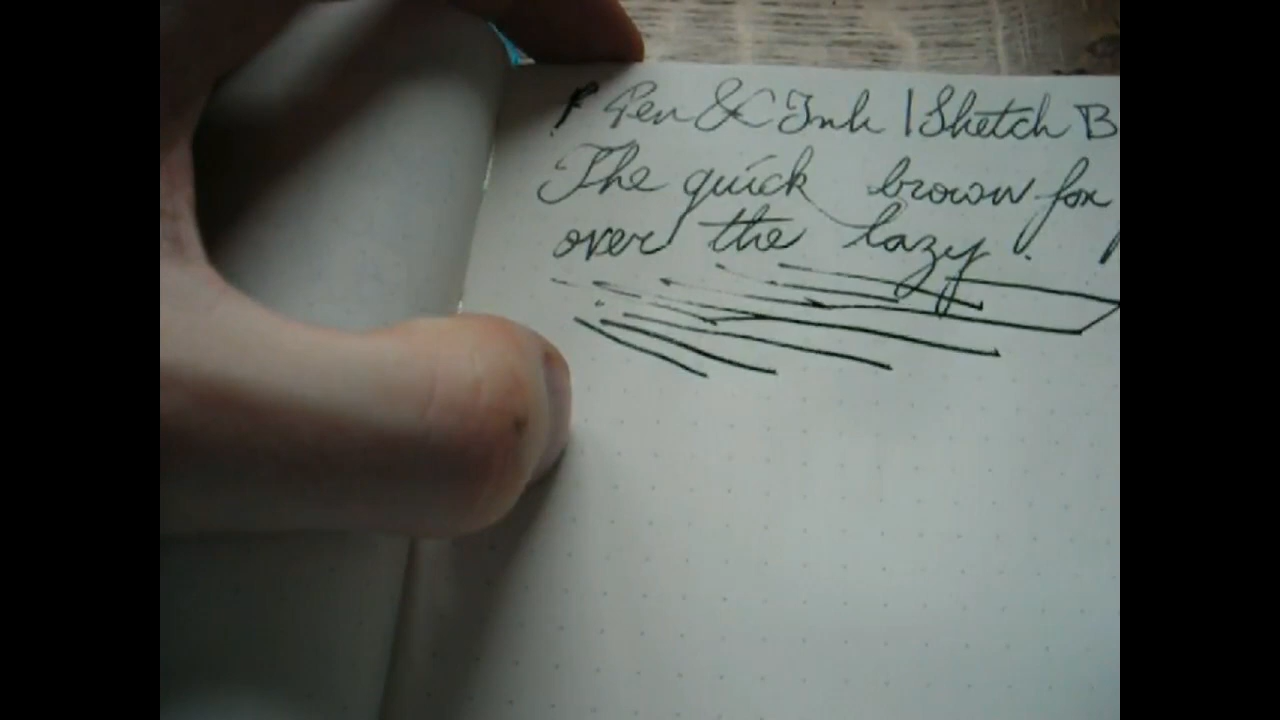 Pen & Ink | Sketch B
The quick brown fox
over the lazy.